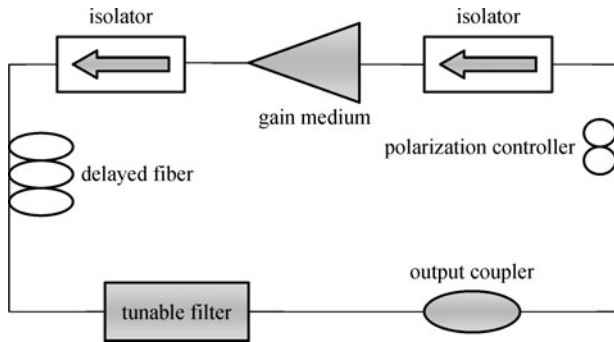 isolator
isolator
gain medium
polarization controller
delayed fiber
output coupler
tunable filter